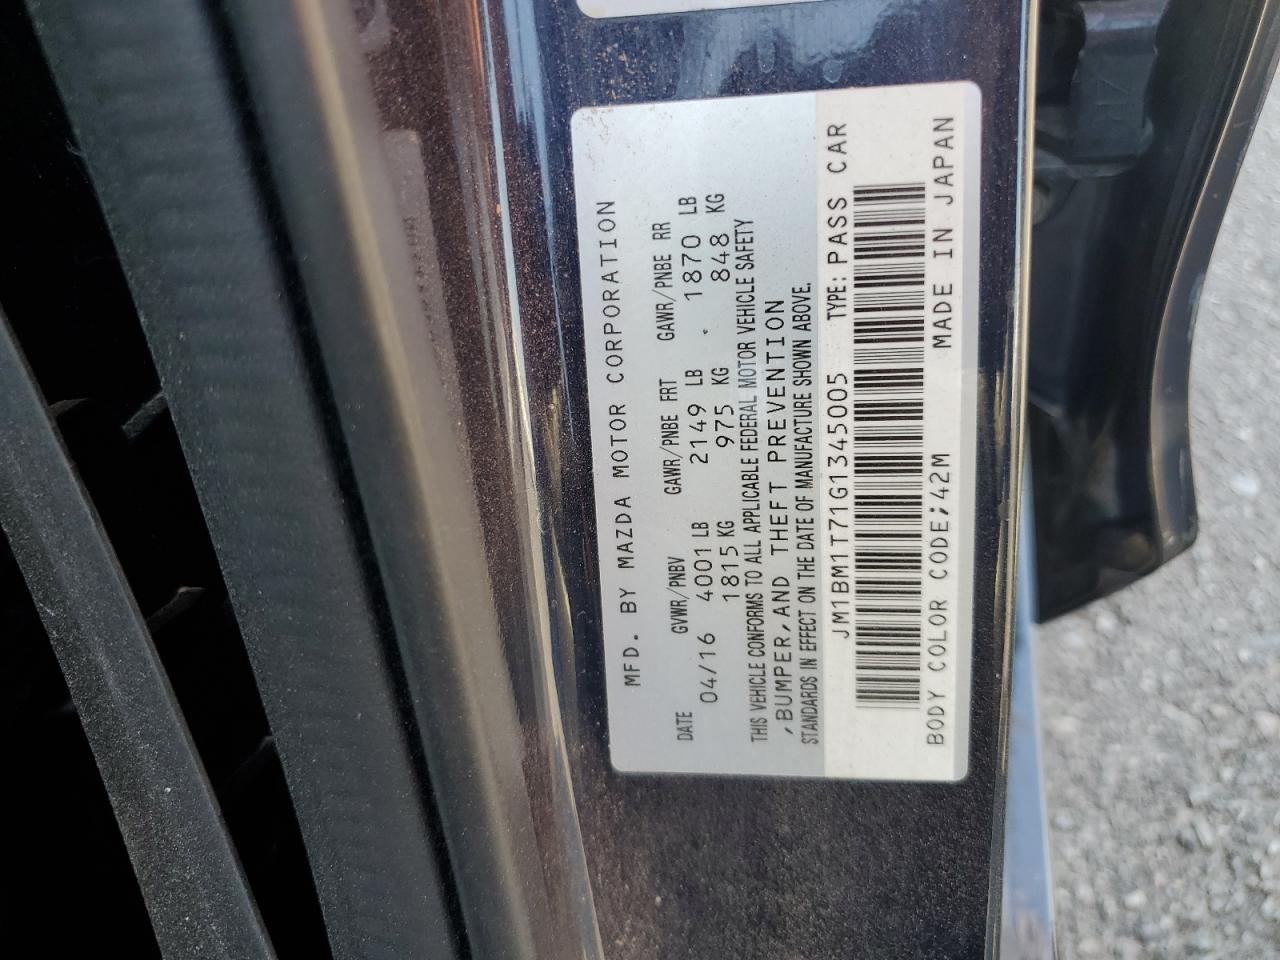 MFD. BY MAZDA MOTOR CORPORATION
DATE GVWR/PNBV GAWR/PNBE FRT GAWR/PNBE RR
04/16 4001 LB 2149 LB 1870 LB
1815 KG 975 KG 848 KG
THIS VEHICLE CONFORMS TO ALL APPLICABLE FEDERAL MOTOR VEHICLE SAFETY
,BUMPER,AND THEFT PREVENTION
STANDARDS IN EFFECT ON THE DATE OF MANUFACTURE SHOWN ABOVE.
JM1BM1T71G1345005 TYPE: PASS CAR
BODY COLOR CODE;42M MADE IN JAPAN